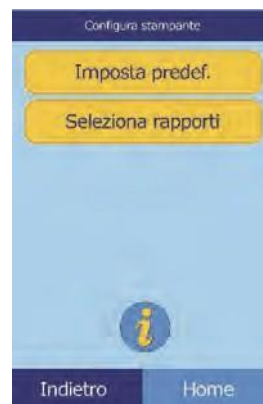 Configura stampante
Imposta predef.
Seleziona rapporti
i
Indietro Home